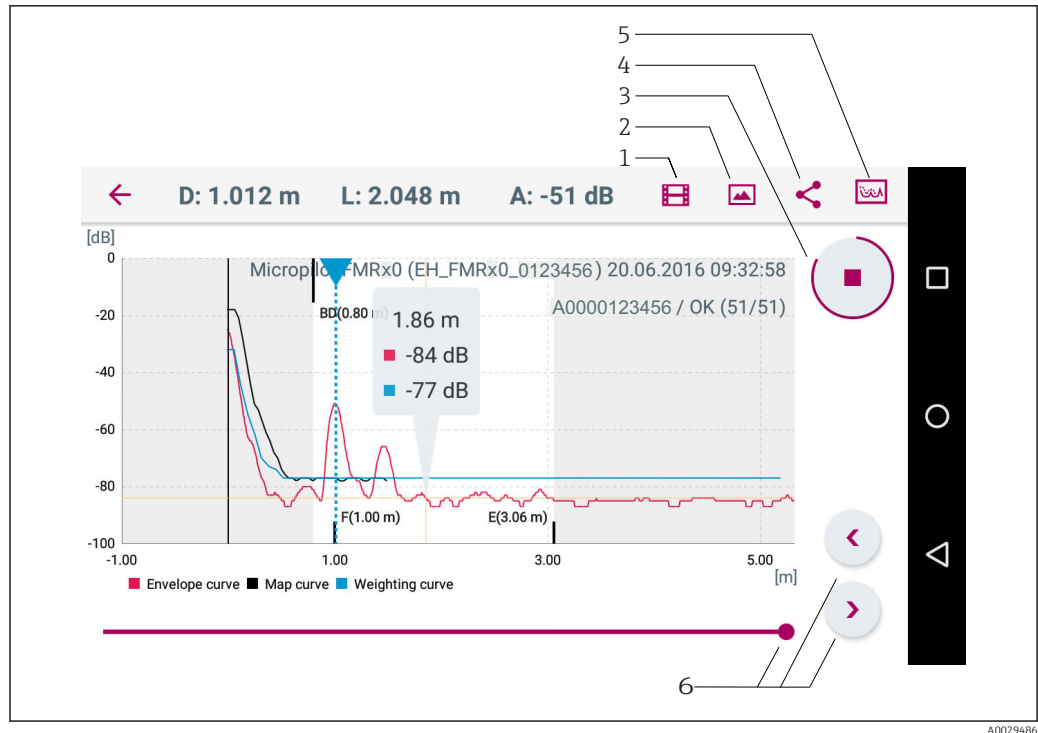 5
4
3
2
1
D: 1.012 m L: 2.048 m A: -51 dB
[dB]
0
Micropilot FMRx0 (EH_FMRx0_0123456) 20.06.2016 09:32:58
A0000123456 / OK (51/51)
-20
BD(0.80 m)
1.86 m
-84 dB
-77 dB
-40
-60
-80
F(1.00 m) E(3.06 m)
-100
-1.00 1.00 3.00 5.00
[m]
Envelope curve Map curve Weighting curve
6
A0029486